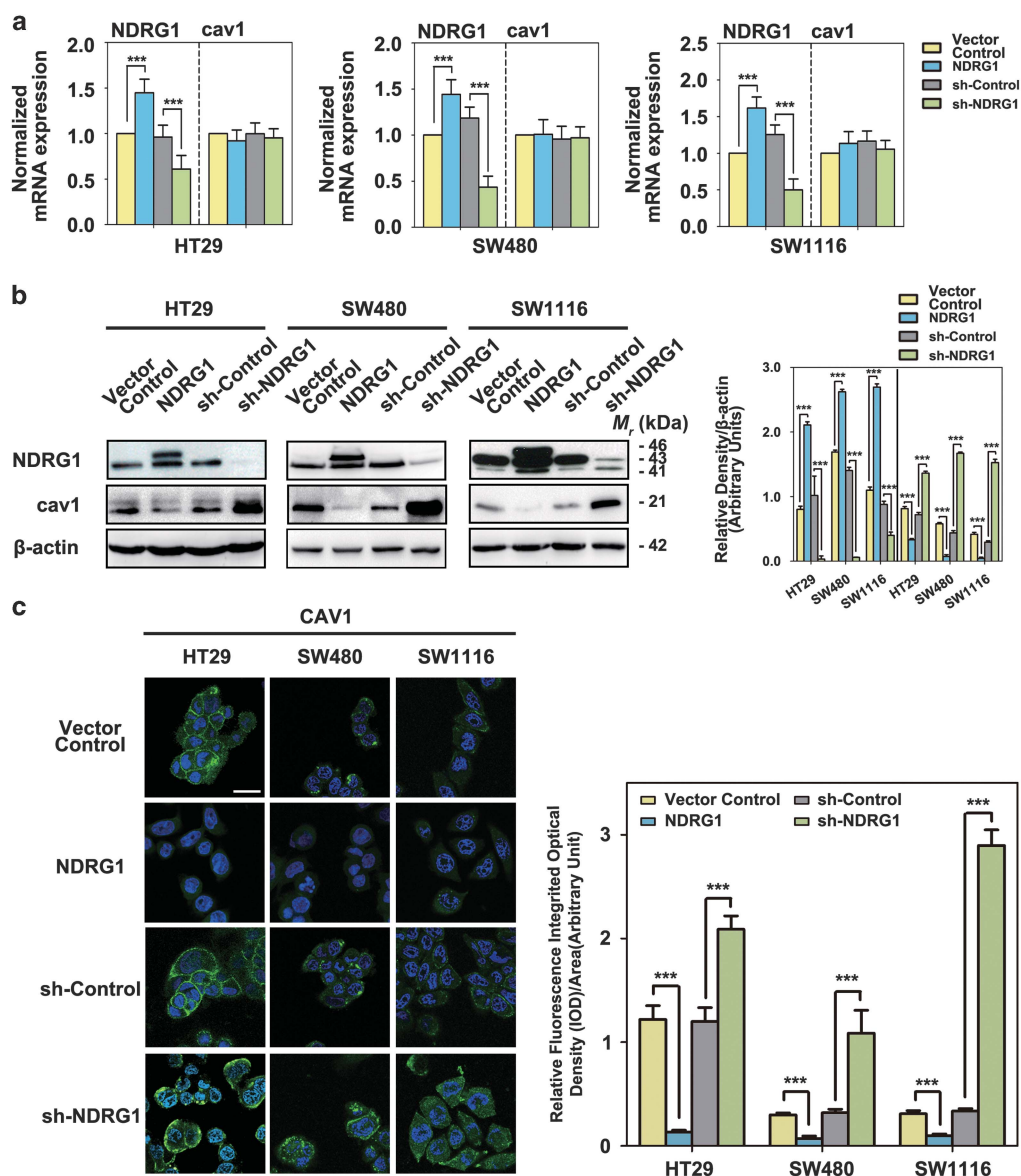 a
NDRG1 cav1
2.0
1.5
1.0
0.5
0.0
***
***
Normalized
mRNA expression
HT29
NDRG1 cav1
2.0
1.5
1.0
0.5
0.0
***
***
Normalized
mRNA expression
SW480
NDRG1 cav1
2.5
2.0
1.5
1.0
0.5
0.0
***
***
Normalized
mRNA expression
SW1116
Vector
Control
NDRG1
sh-Control
sh-NDRG1
b
HT29 SW480 SW1116
Vector
Control
NDRG1
sh-Control
sh-NDRG1
Vector
Control
NDRG1
sh-Control
sh-NDRG1
Vector
Control
NDRG1
sh-Control
sh-NDRG1
Mr (kDa)
NDRG1
- 46
- 43
- 41
cav1
- 21
β-actin
- 42
Vector
Control
NDRG1
sh-Control
sh-NDRG1
3.0
2.0
1.0
0.0
*** *** *** *** *** ***
*** *** *** *** *** ***
Relative Density/β-actin
(Arbitrary Units)
HT29 SW480 SW1116 HT29 SW480 SW1116
c
CAV1
HT29 SW480 SW1116
Vector
Control
NDRG1
sh-Control
sh-NDRG1
Vector Control
NDRG1
sh-Control
sh-NDRG1
3
2
1
0
*** *** *** *** *** ***
Relative Fluorescence Integrited Optical
Density (IOD)/Area(Arbitrary Unit)
HT29 SW480 SW1116